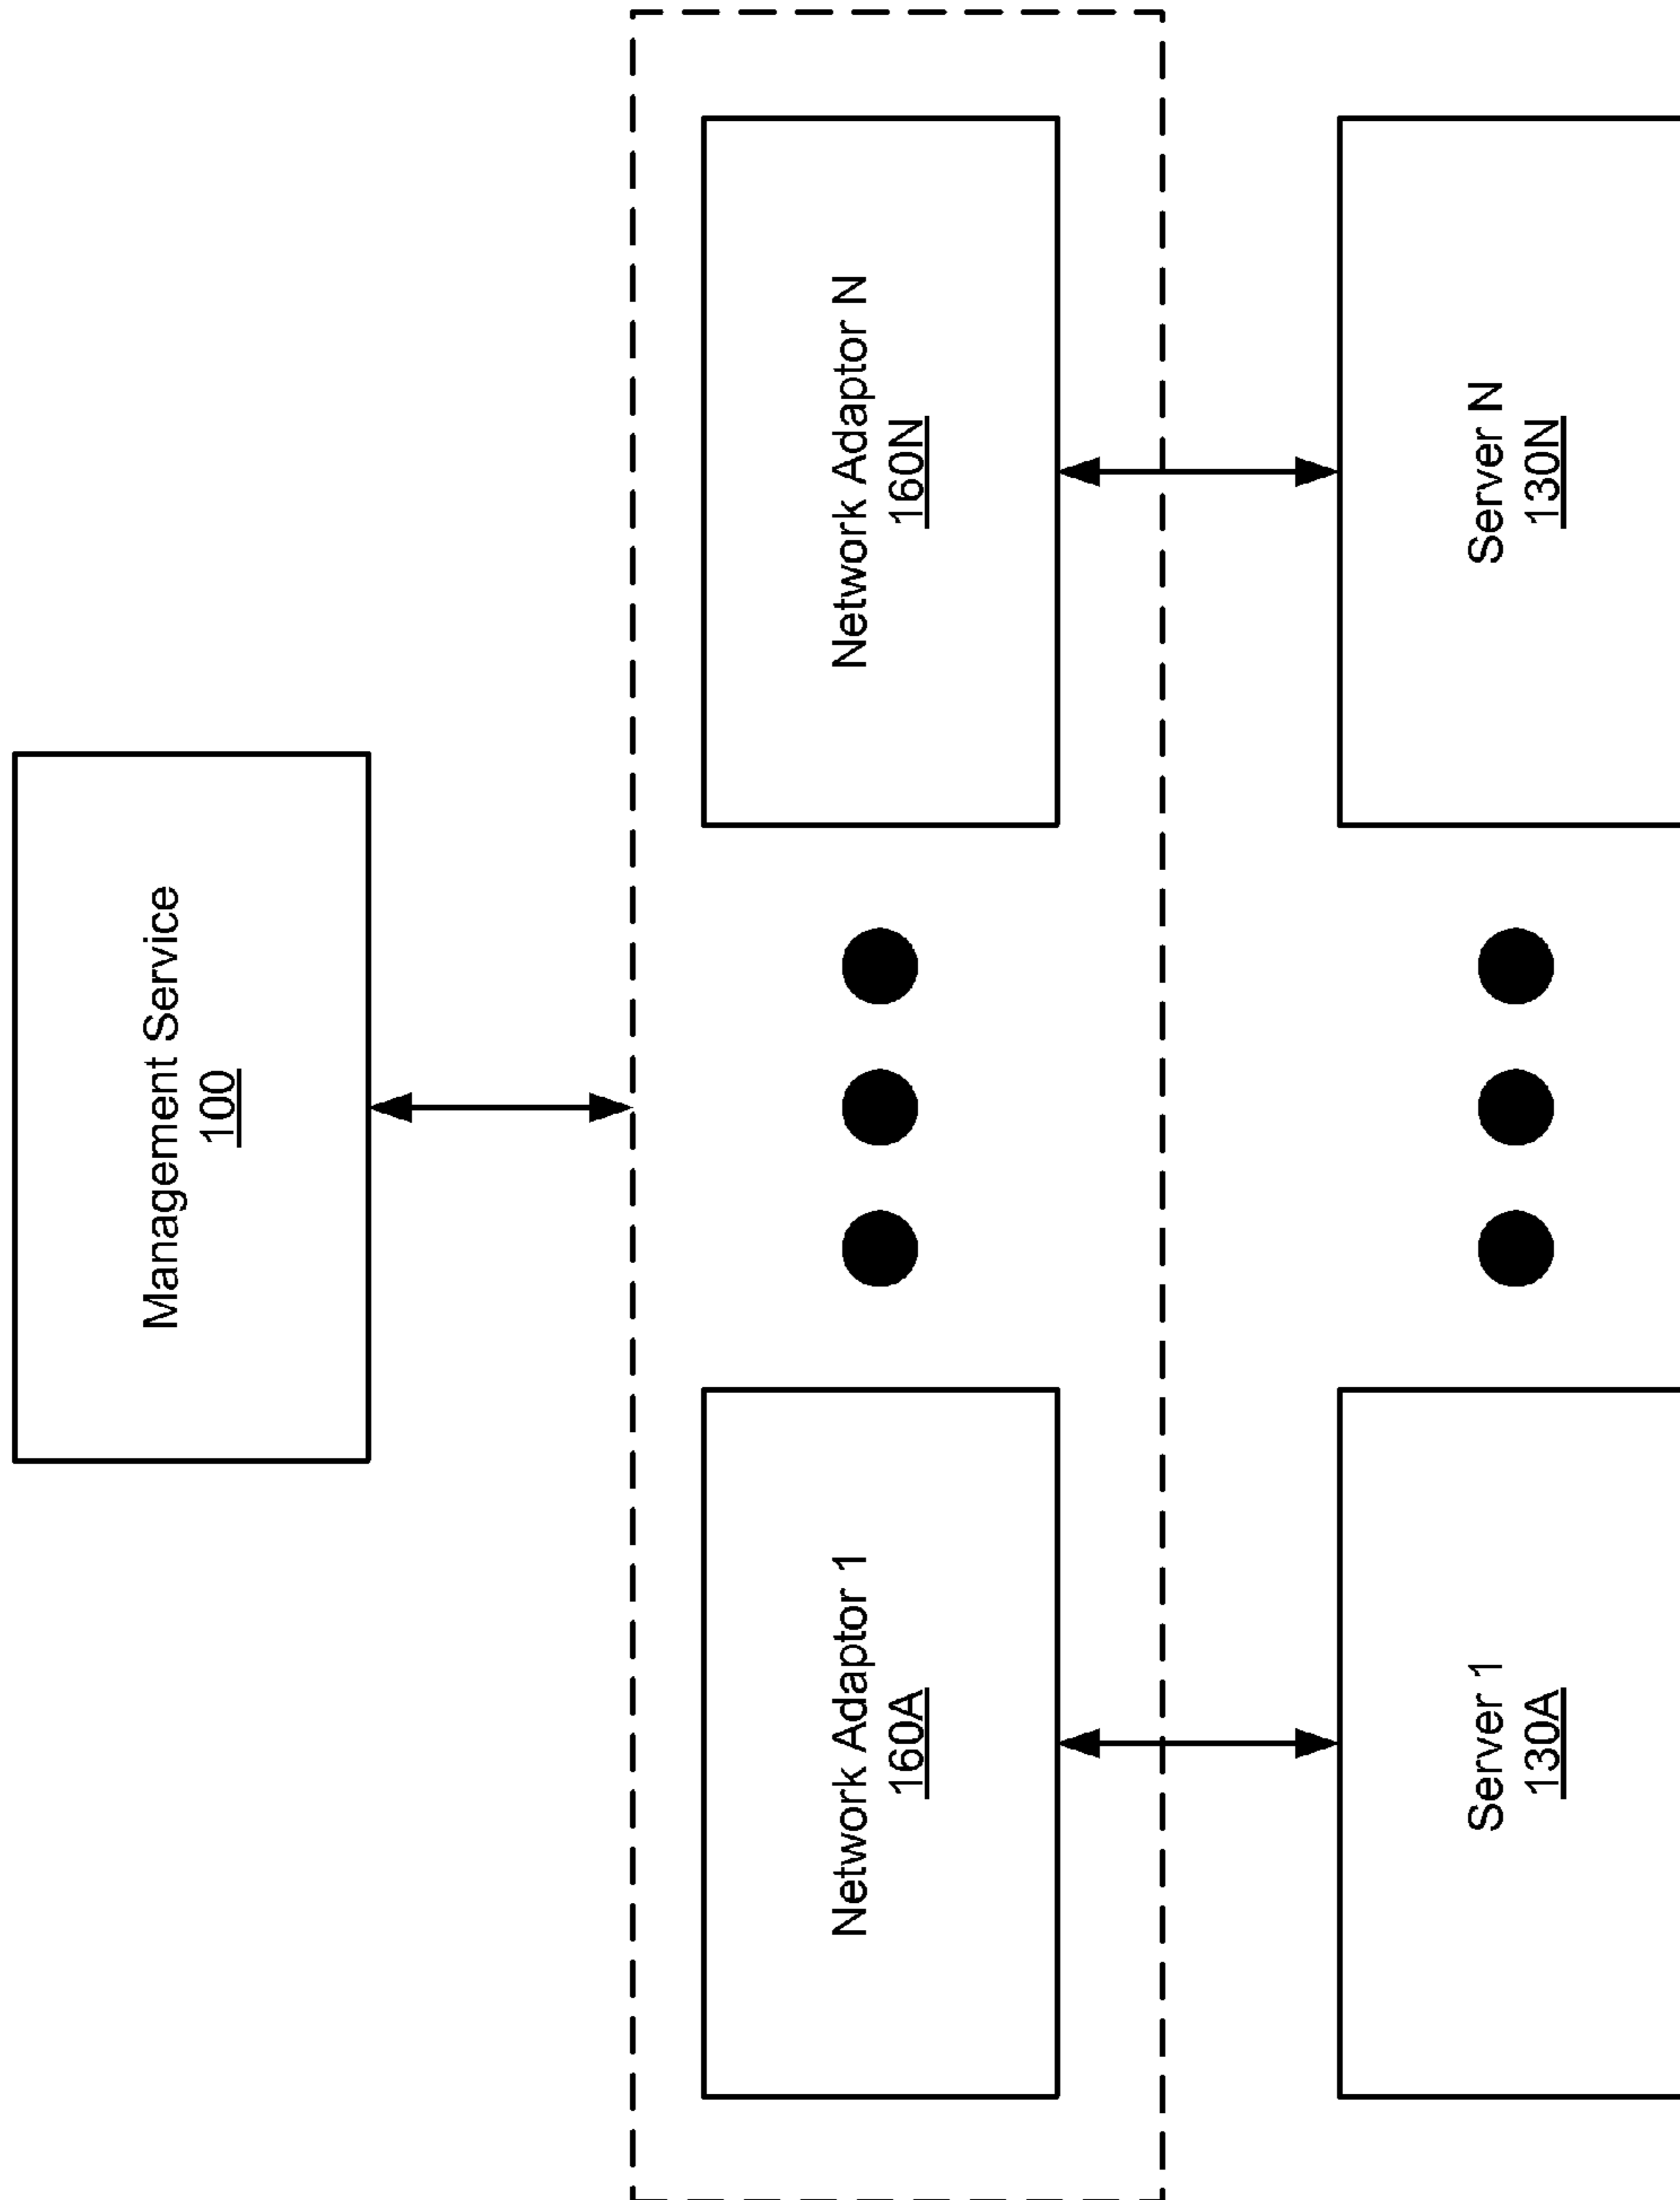 Management Service
100
Network Adaptor 1
160A
Network Adaptor N
160N
Server 1
130A
Server N
130N